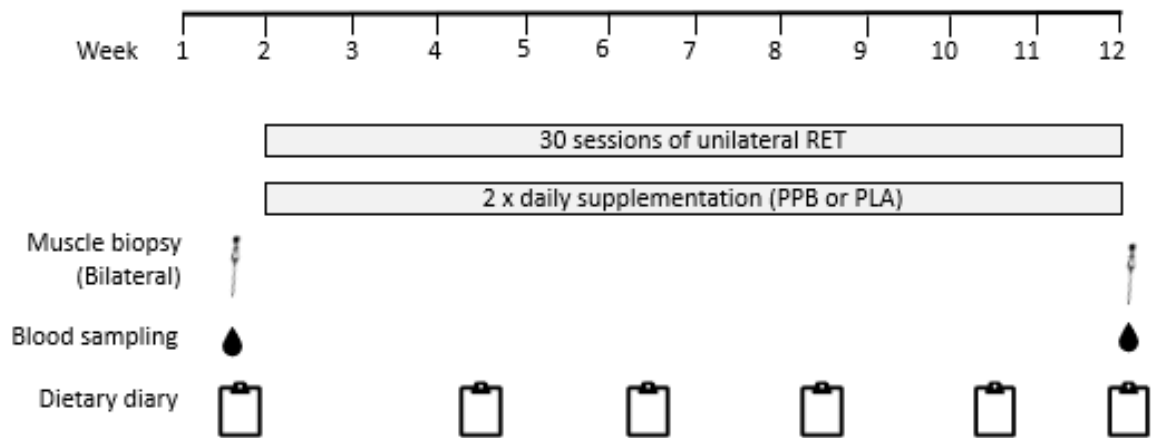 Week 1 2 3 4 5 6 7 8 9 10 11 12
30 sessions of unilateral RET
2 x daily supplementation (PPB or PLA)
Muscle biopsy
(Bilateral)
Blood sampling
Dietary diary